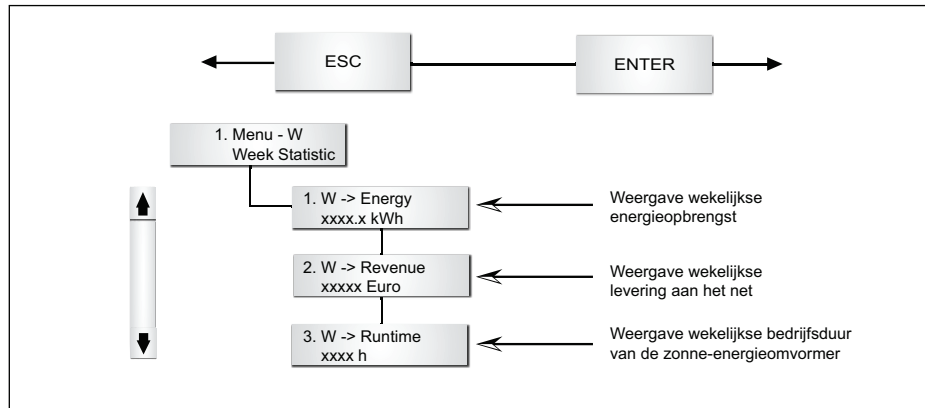 ESC
ENTER
1. Menu - W
Week Statistic
1. W -> Energy
xxxx.x kWh
Weergave wekelijkse
energieopbrengst
2. W -> Revenue
xxxxx Euro
Weergave wekelijkse
levering aan het net
3. W -> Runtime
xxxx h
Weergave wekelijkse bedrijfsduur
van de zonne-energieomvormer